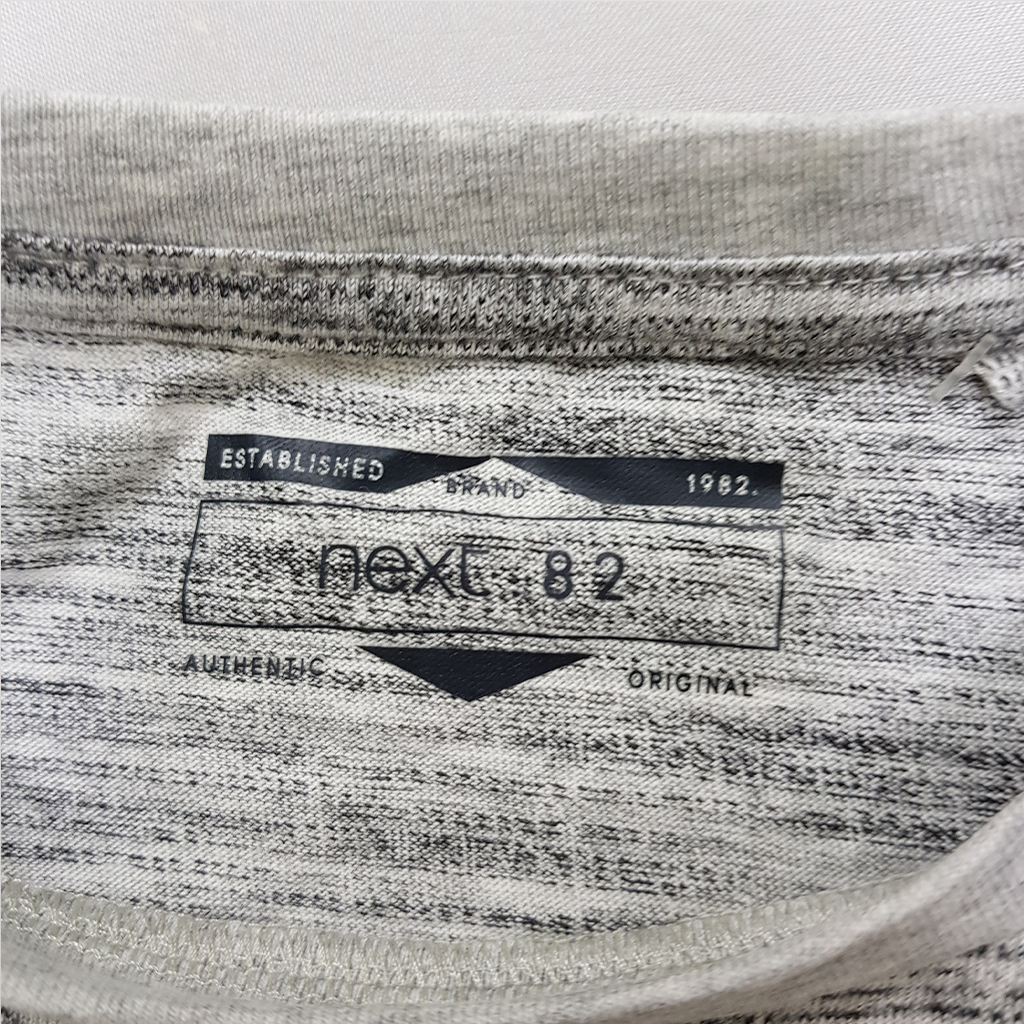 ESTABLISHED 1982.
BRAND
next 82
AUTHENTIC ORIGINAL